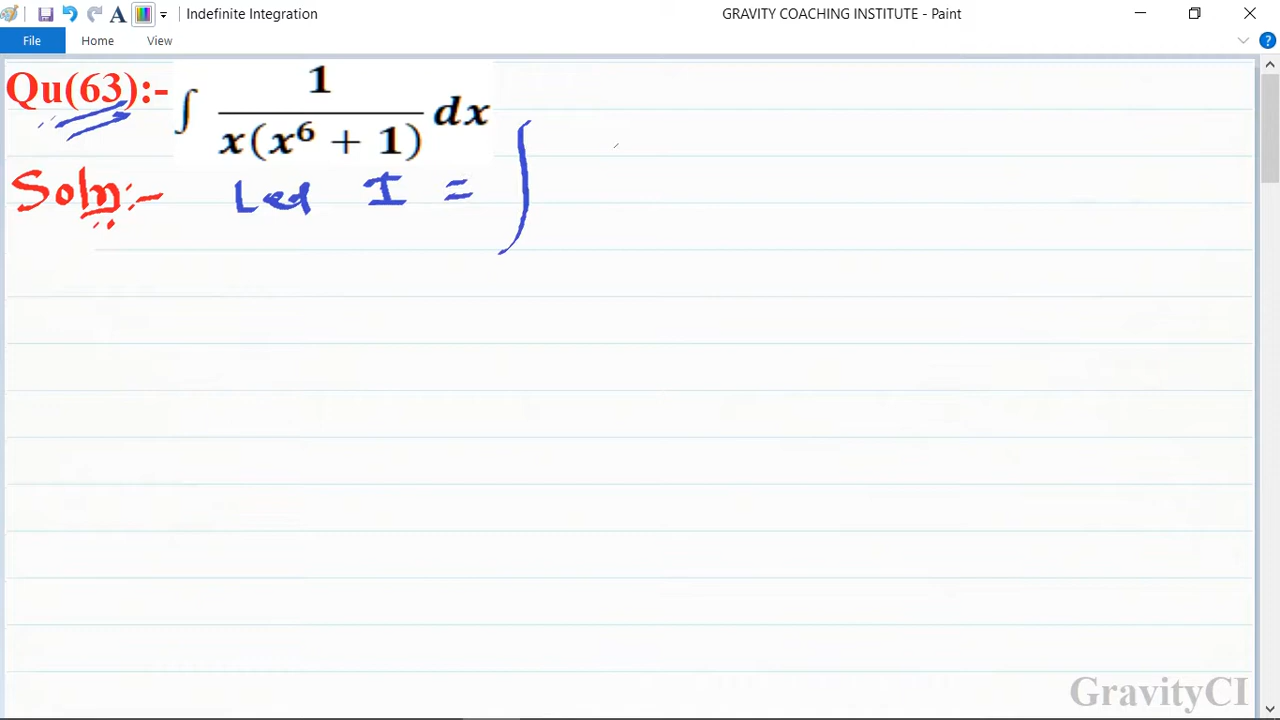 Indefinite Integration
GRAVITY COACHING INSTITUTE - Paint
File Home View
Qu(63):- ∫ 1/(x(x⁶ + 1)) dx
Soln:- Let I = ∫
GravityCI